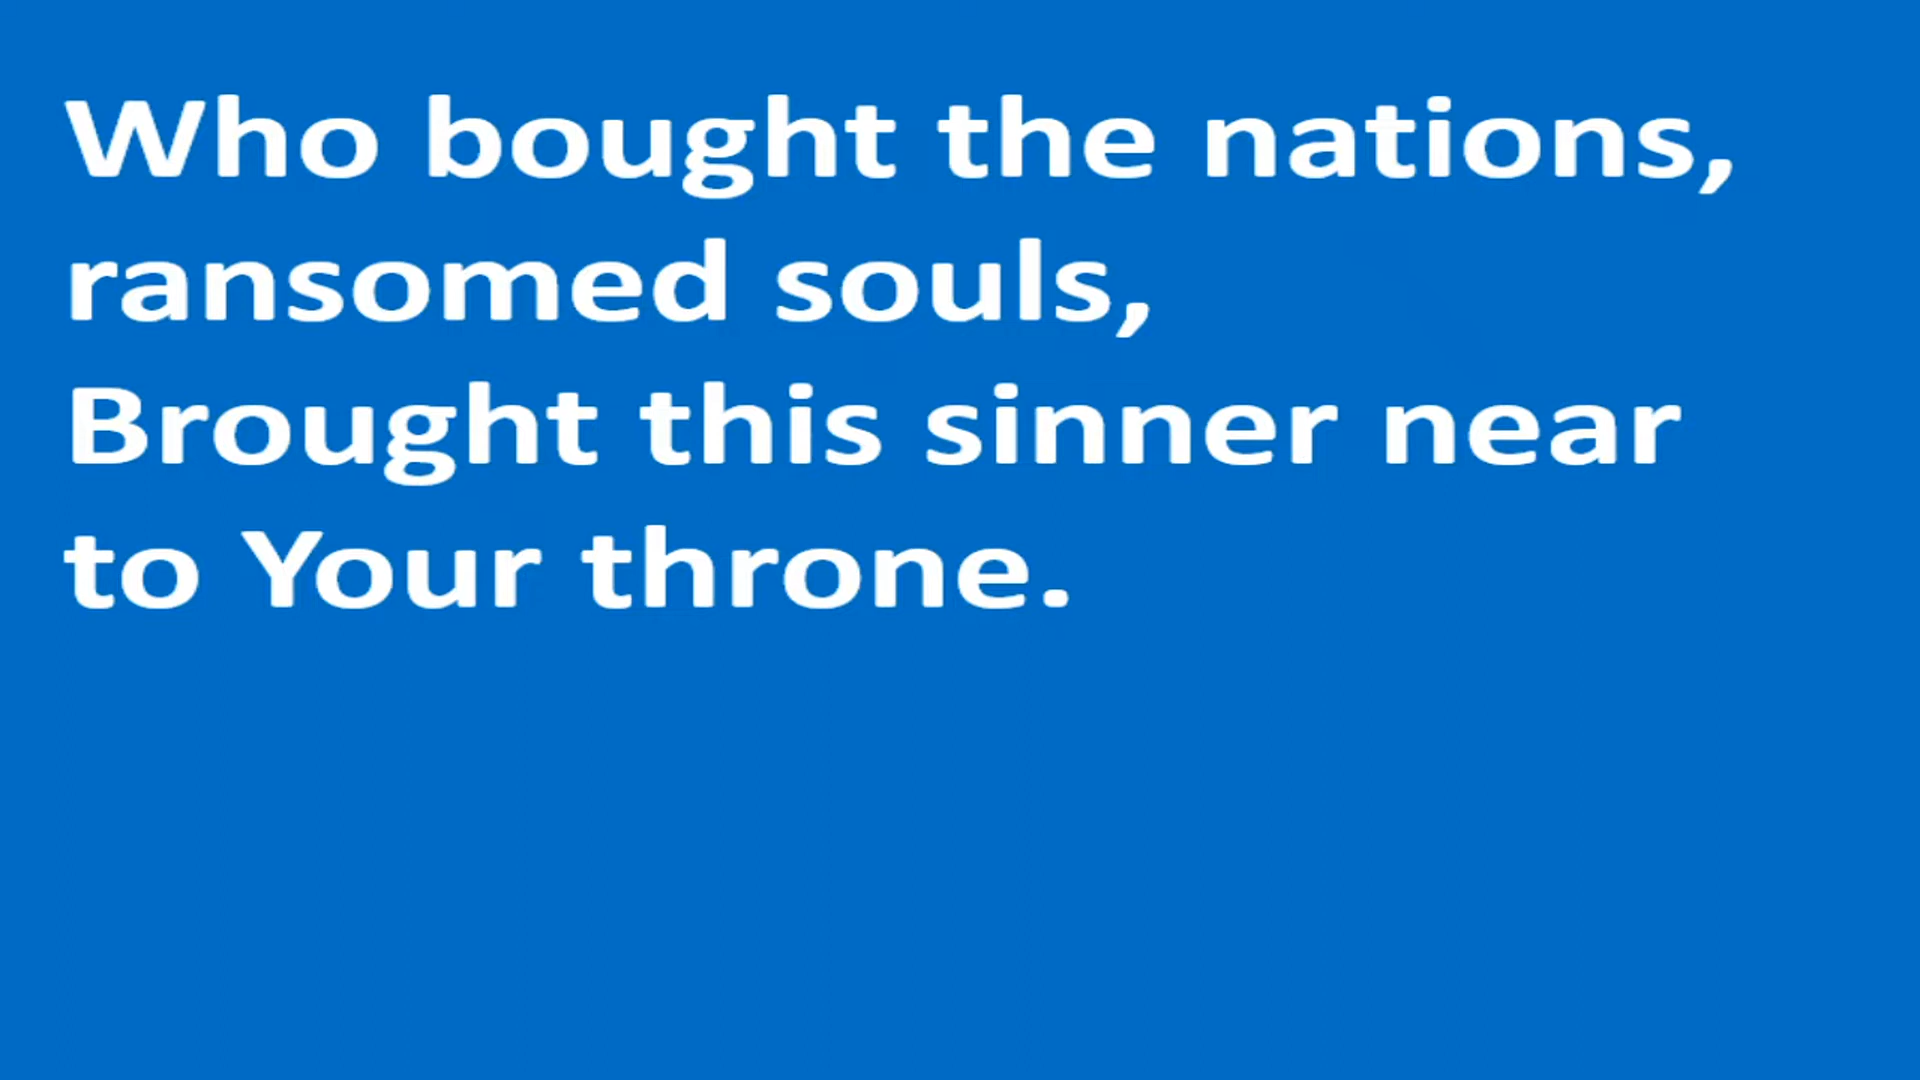 Who bought the nations,
ransomed souls,
Brought this sinner near
to Your throne.